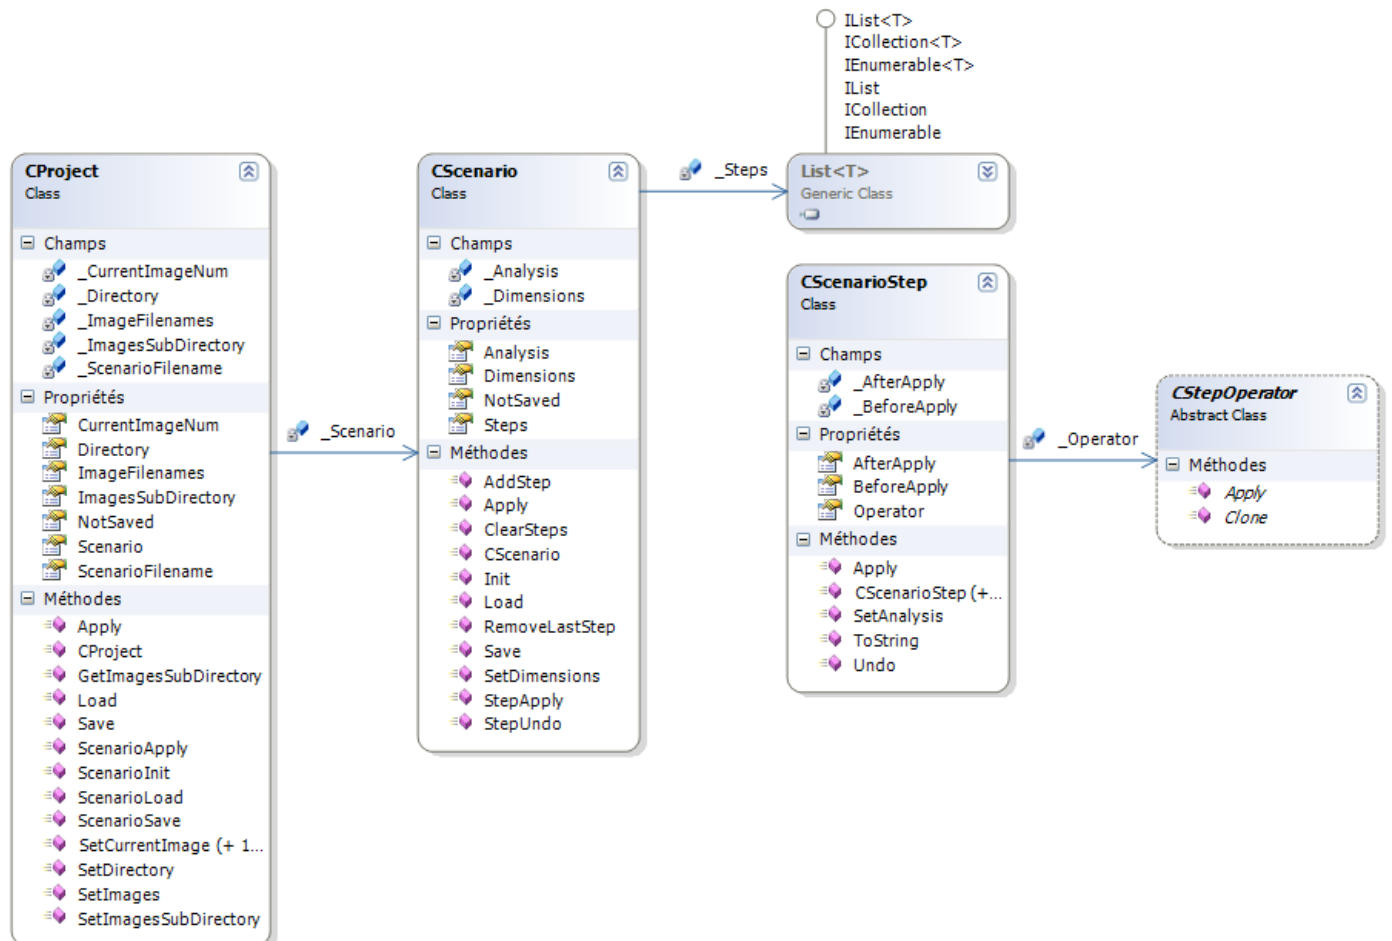 IList<T>
ICollection<T>
IEnumerable<T>
IList
ICollection
IEnumerable
CProject
Class
Champs
_CurrentImageNum
_Directory
_ImageFilenames
_ImagesSubDirectory
_ScenarioFilename
Propriétés
CurrentImageNum
Directory
ImageFilenames
ImagesSubDirectory
NotSaved
Scenario
ScenarioFilename
Méthodes
Apply
CProject
GetImagesSubDirectory
Load
Save
ScenarioApply
ScenarioInit
ScenarioLoad
ScenarioSave
SetCurrentImage (+ 1...
SetDirectory
SetImages
SetImagesSubDirectory
_Scenario
CScenario
Class
Champs
_Analysis
_Dimensions
Propriétés
Analysis
Dimensions
NotSaved
Steps
Méthodes
AddStep
Apply
ClearSteps
CScenario
Init
Load
RemoveLastStep
Save
SetDimensions
StepApply
StepUndo
_Steps
List<T>
Generic Class
CScenarioStep
Class
Champs
_AfterApply
_BeforeApply
Propriétés
AfterApply
BeforeApply
Operator
Méthodes
Apply
CScenarioStep (+...
SetAnalysis
ToString
Undo
_Operator
CStepOperator
Abstract Class
Méthodes
Apply
Clone